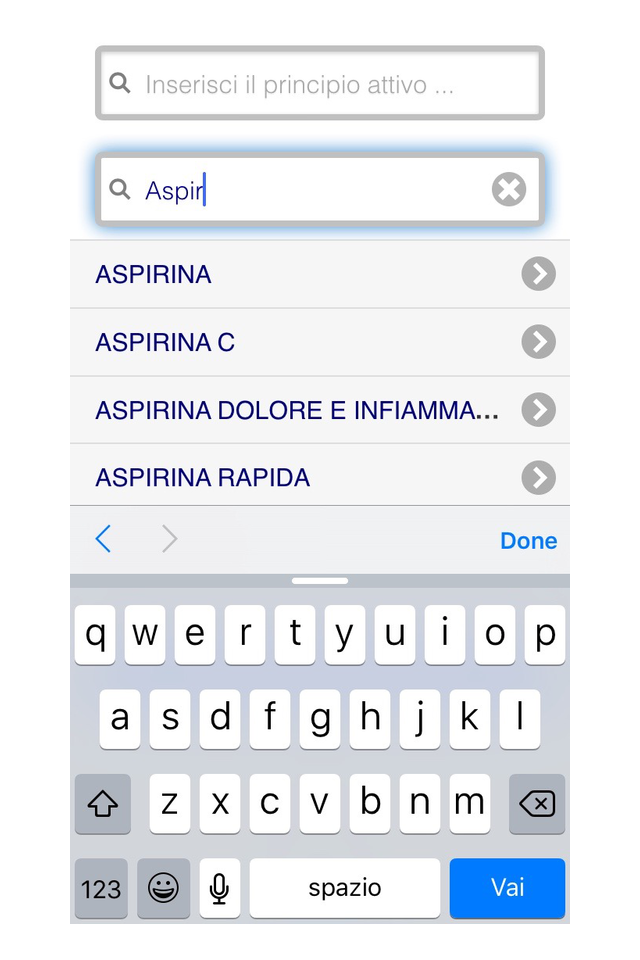 Inserisci il principio attivo ...
Aspir
ASPIRINA
ASPIRINA C
ASPIRINA DOLORE E INFIAMMA...
ASPIRINA RAPIDA
Done
q w e r t y u i o p
a s d f g h j k l
z x c v b n m
123 spazio Vai